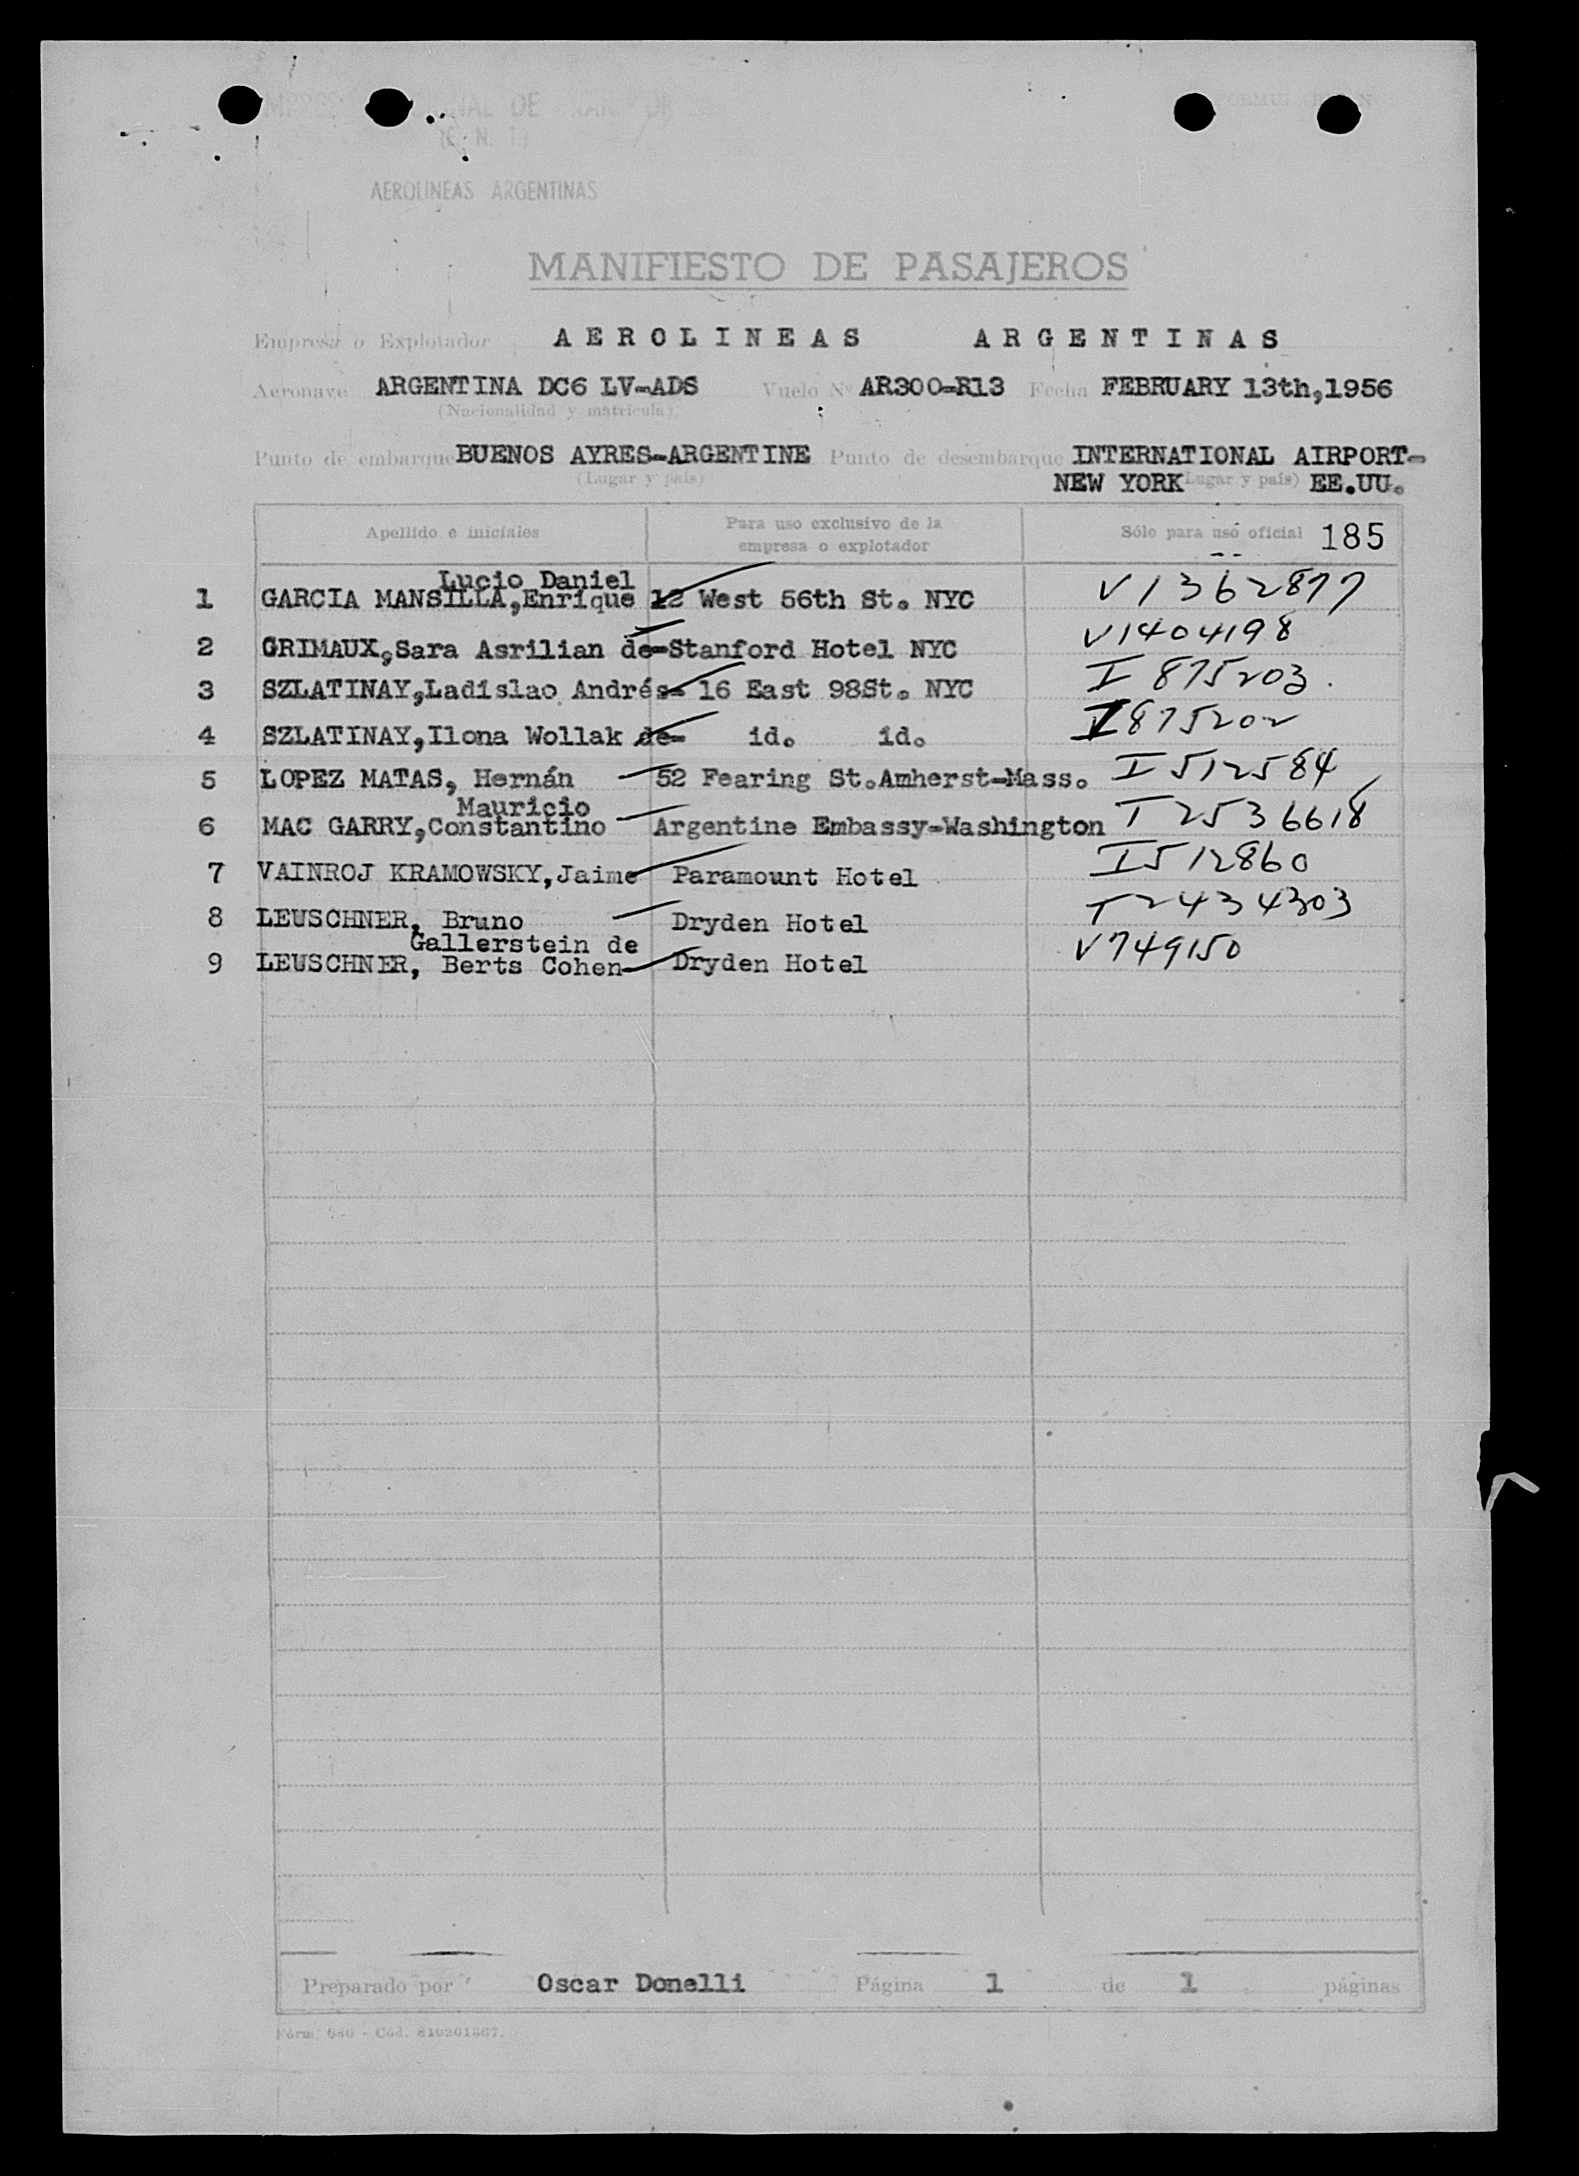 DE
AEROLINEAS ARGENTINAS
MANIFIESTO DE PASAJEROS
Empresa o Explotador AEROLINEAS ARGENTINAS
Aeronave ARGENTINA DC6 LV-ADS Vuelo Nº AR300-R13 Fecha FEBRUARY 13th,1956
(Nacionalidad y matrícula)
Punto de embarque BUENOS AYRES-ARGENTINE Punto de desembarque INTERNATIONAL AIRPORT-
(Lugar y país) NEW YORK (Lugar y país) EE.UU.
Apellido e iniciales Para uso exclusivo de la empresa o explotador Sólo para uso oficial 185
Lucio Daniel
1 GARCIA MANSILLA,Enrique 12 West 56th St. NYC V1362877
2 GRIMAUX,Sara Asrilian de-Stanford Hotel NYC V1404198
3 SZLATINAY,Ladislao Andrés- 16 East 98St. NYC I 875203.
4 SZLATINAY,Ilona Wollak de- id. id. I875202
5 LOPEZ MATAS, Hernán 52 Fearing St.Amherst-Mass. I 512584
Mauricio
6 MAC GARRY,Constantino Argentine Embassy-Washington T 2536618
7 VAINROJ KRAMOWSKY,Jaime Paramount Hotel I512860
8 LEUSCHNER, Bruno Dryden Hotel T2434303
Gallerstein de
9 LEUSCHNER, Berts Cohen- Dryden Hotel V749150
Preparado por Oscar Donelli Página 1 de 1 páginas